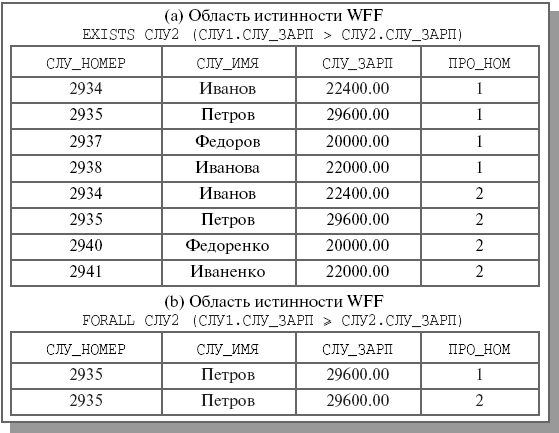 (a) Область истинности WFF
EXISTS СЛУ2 (СЛУ1.СЛУ_ЗАРП > СЛУ2.СЛУ_ЗАРП)
СЛУ_НОМЕР СЛУ_ИМЯ СЛУ_ЗАРП ПРО_НОМ
2934 Иванов 22400.00 1
2935 Петров 29600.00 1
2937 Федоров 20000.00 1
2938 Иванова 22000.00 1
2934 Иванов 22400.00 2
2935 Петров 29600.00 2
2940 Федоренко 20000.00 2
2941 Иваненко 22000.00 2
(b) Область истинности WFF
FORALL СЛУ2 (СЛУ1.СЛУ_ЗАРП ⩾ СЛУ2.СЛУ_ЗАРП)
СЛУ_НОМЕР СЛУ_ИМЯ СЛУ_ЗАРП ПРО_НОМ
2935 Петров 29600.00 1
2935 Петров 29600.00 2